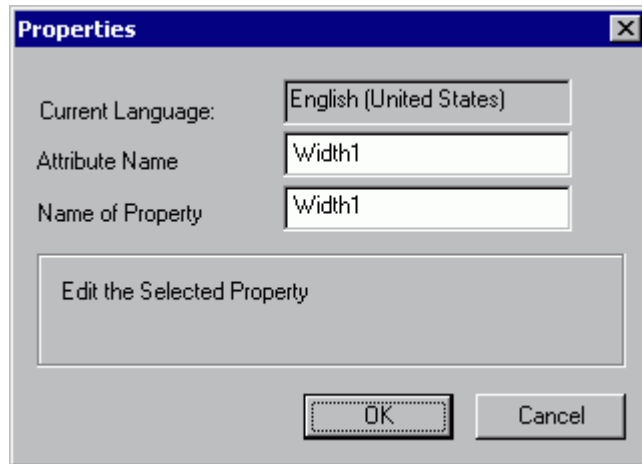 Properties
Current Language: English (United States)
Attribute Name Width1
Name of Property Width1
Edit the Selected Property
OK Cancel